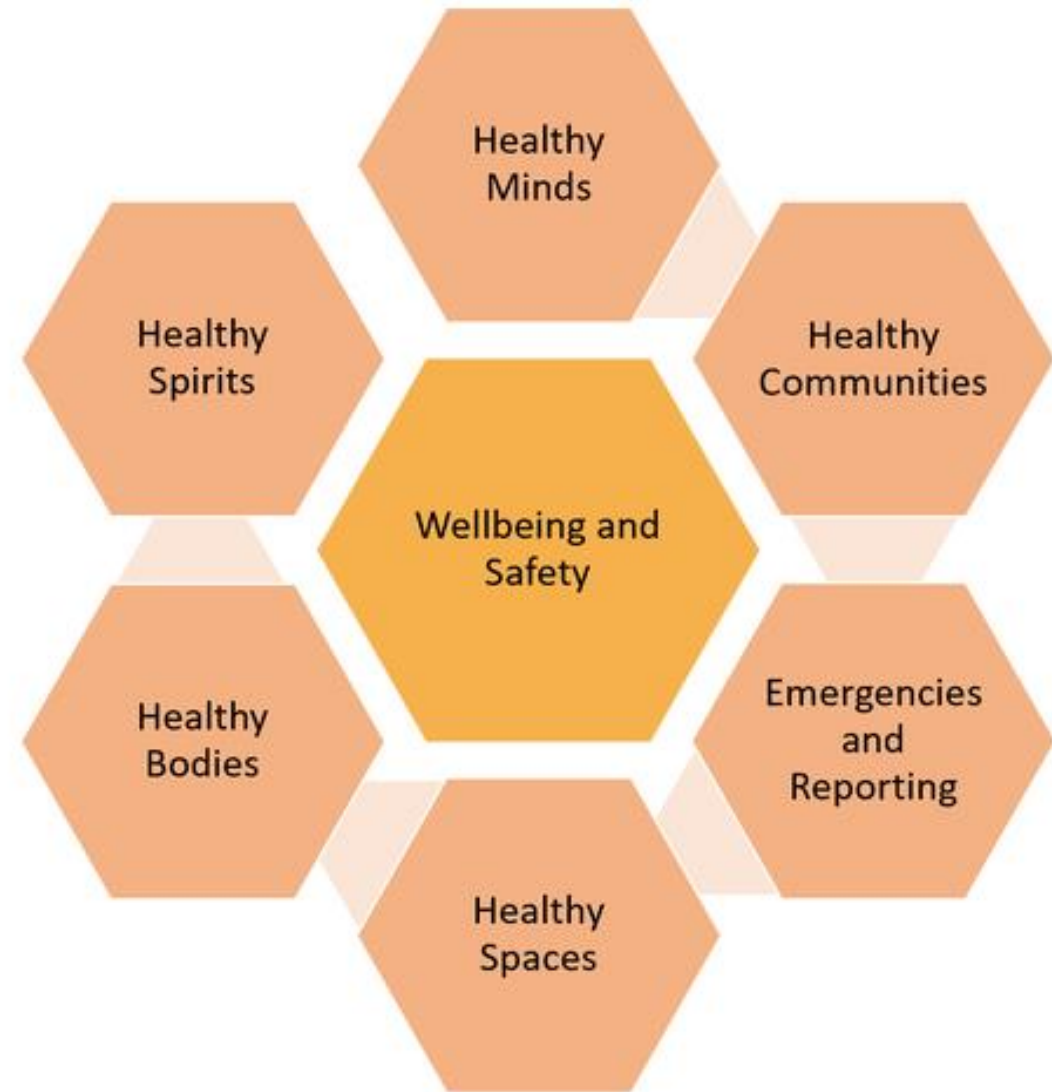 Healthy
Minds
Healthy
Communities
Emergencies
and
Reporting
Healthy
Spaces
Healthy
Bodies
Healthy
Spirits
Wellbeing and
Safety